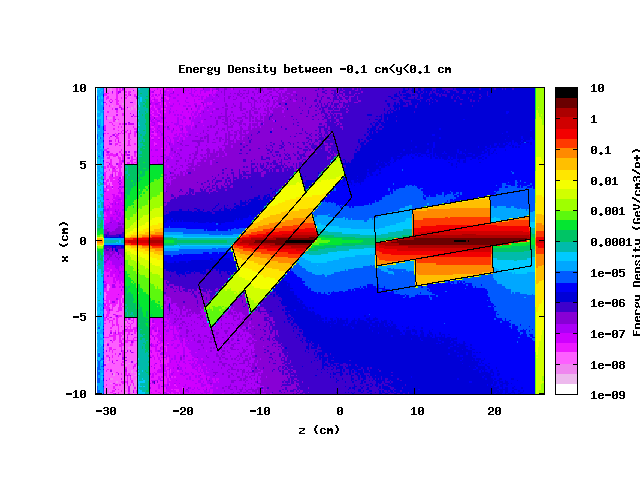 Energy Density between -0.1 cm<y<0.1 cm
10
5
0
-5
-10
x (cm)
-30
-20
-10
0
10
20
z (cm)
10
1
0.1
0.01
0.001
0.0001
1e-05
1e-06
1e-07
1e-08
1e-09
Energy Density (GeV/cm3/p+)